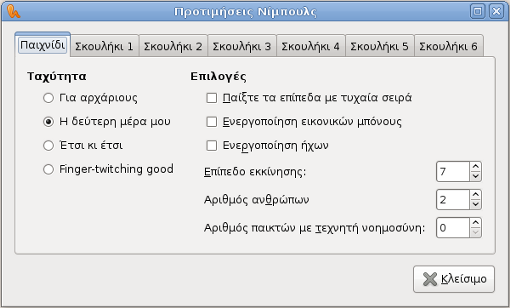 Προτιμήσεις Νίμπουλς
Παιχνίδι Σκουλήκι 1 Σκουλήκι 2 Σκουλήκι 3 Σκουλήκι 4 Σκουλήκι 5 Σκουλήκι 6
Ταχύτητα
Για αρχάριους
Η δεύτερη μέρα μου
Έτσι κι έτσι
Finger-twitching good
Επιλογές
Παίξτε τα επίπεδα με τυχαία σειρά
Ενεργοποίηση εικονικών μπόνους
Ενεργοποίηση ήχων
Επίπεδο εκκίνησης: 7
Αριθμός ανθρώπων 2
Αριθμός παικτών με τεχνητή νοημοσύνη: 0
Κλείσιμο